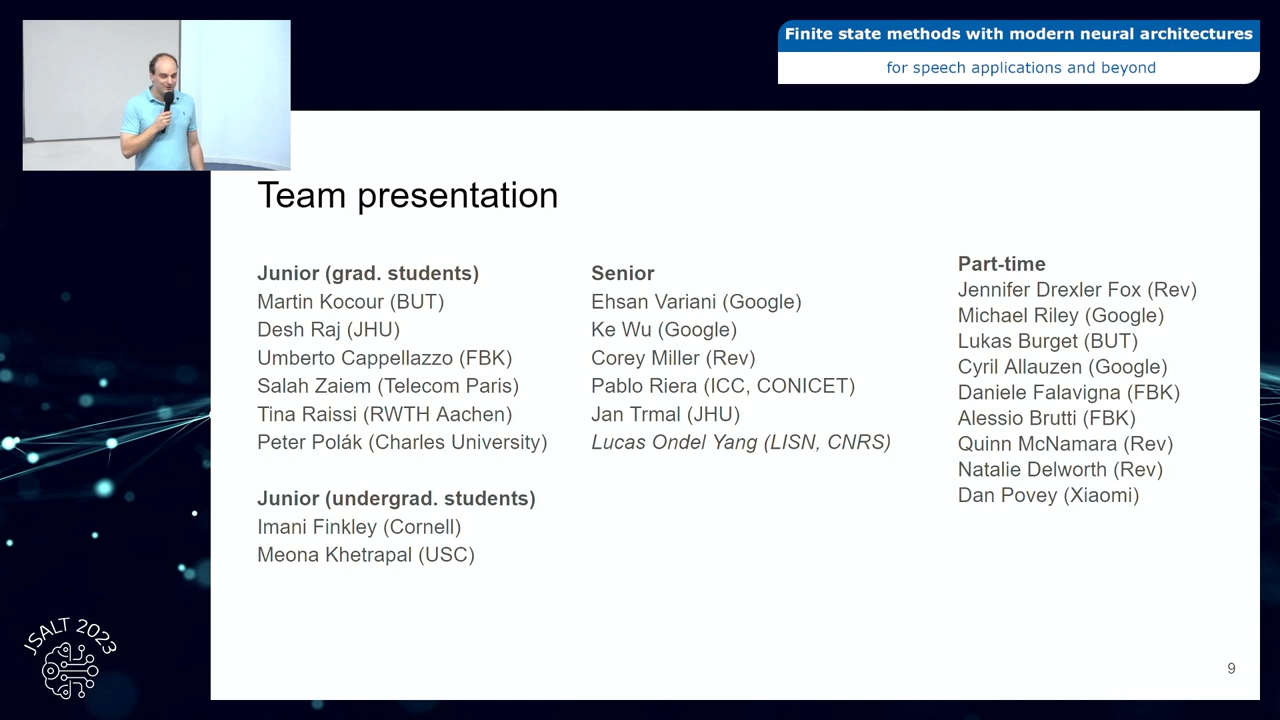 Finite state methods with modern neural architectures
for speech applications and beyond
Team presentation
Junior (grad. students)
Martin Kocour (BUT)
Desh Raj (JHU)
Umberto Cappellazzo (FBK)
Salah Zaiem (Telecom Paris)
Tina Raissi (RWTH Aachen)
Peter Polák (Charles University)
Junior (undergrad. students)
Imani Finkley (Cornell)
Meona Khetrapal (USC)
Senior
Ehsan Variani (Google)
Ke Wu (Google)
Corey Miller (Rev)
Pablo Riera (ICC, CONICET)
Jan Trmal (JHU)
Lucas Ondel Yang (LISN, CNRS)
Part-time
Jennifer Drexler Fox (Rev)
Michael Riley (Google)
Lukas Burget (BUT)
Cyril Allauzen (Google)
Daniele Falavigna (FBK)
Alessio Brutti (FBK)
Quinn McNamara (Rev)
Natalie Delworth (Rev)
Dan Povey (Xiaomi)
JSALT 2023
9